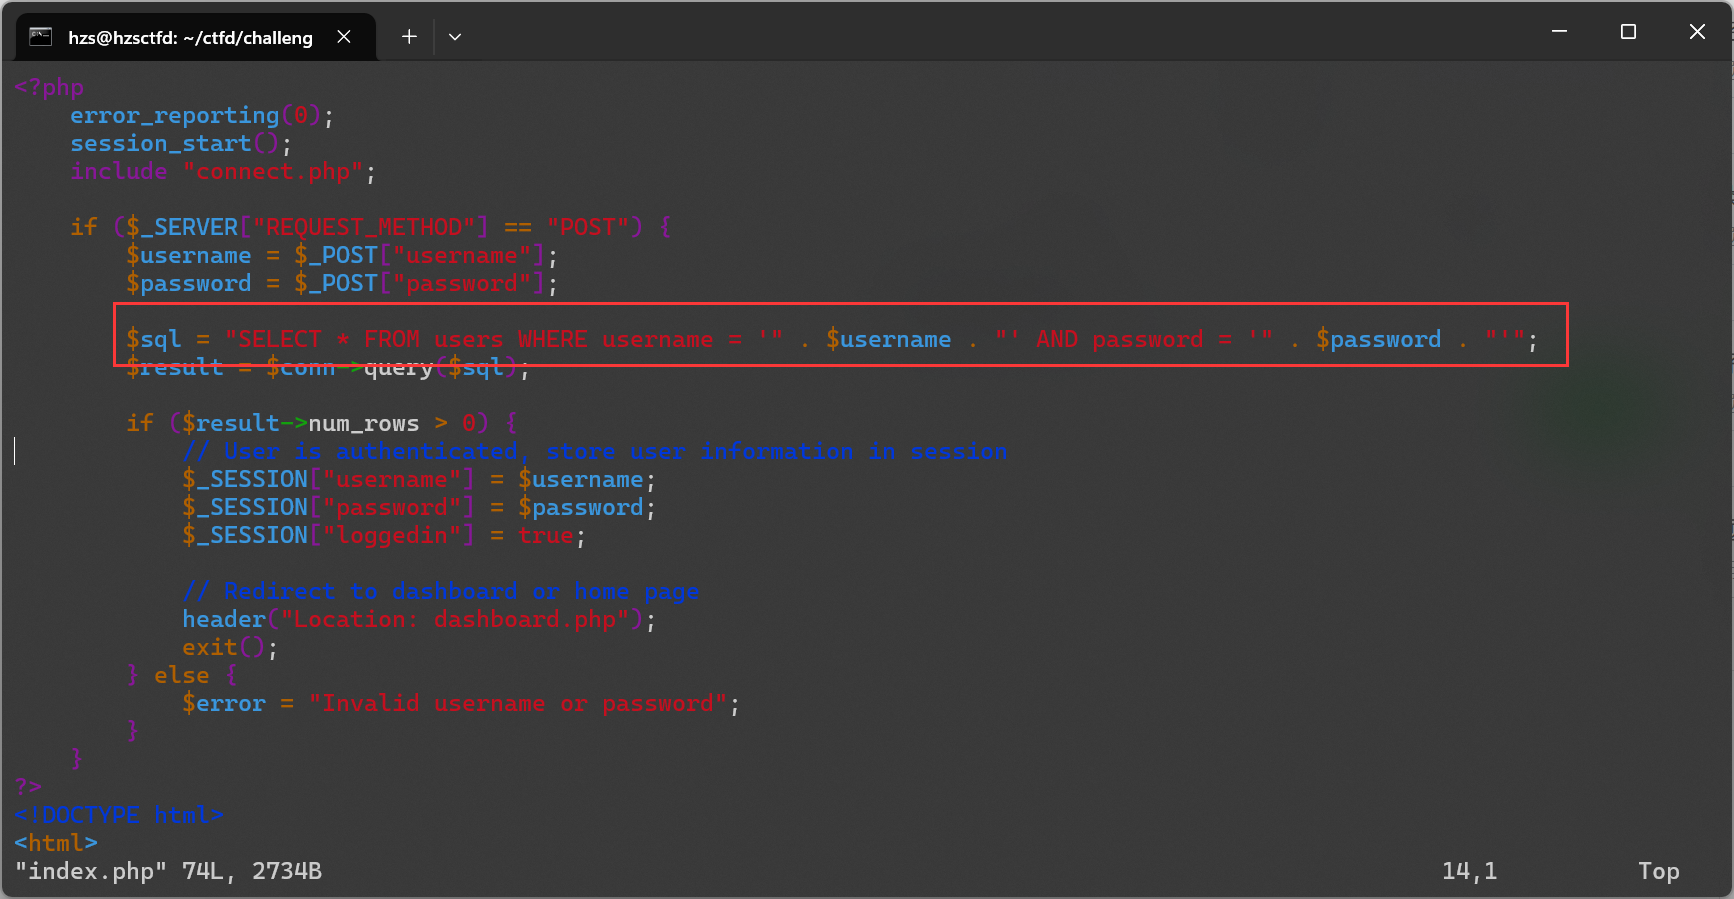 hzs@hzsctfd: ~/ctfd/challeng
<?php
    error_reporting(0);
    session_start();
    include "connect.php";

    if ($_SERVER["REQUEST_METHOD"] == "POST") {
        $username = $_POST["username"];
        $password = $_POST["password"];

        $sql = "SELECT * FROM users WHERE username = '" . $username . "' AND password = '" . $password . "'";
        $result = $conn->query($sql);

        if ($result->num_rows > 0) {
            // User is authenticated, store user information in session
            $_SESSION["username"] = $username;
            $_SESSION["password"] = $password;
            $_SESSION["loggedin"] = true;

            // Redirect to dashboard or home page
            header("Location: dashboard.php");
            exit();
        } else {
            $error = "Invalid username or password";
        }
    }
?>
<!DOCTYPE html>
<html>
"index.php" 74L, 2734B 14,1 Top